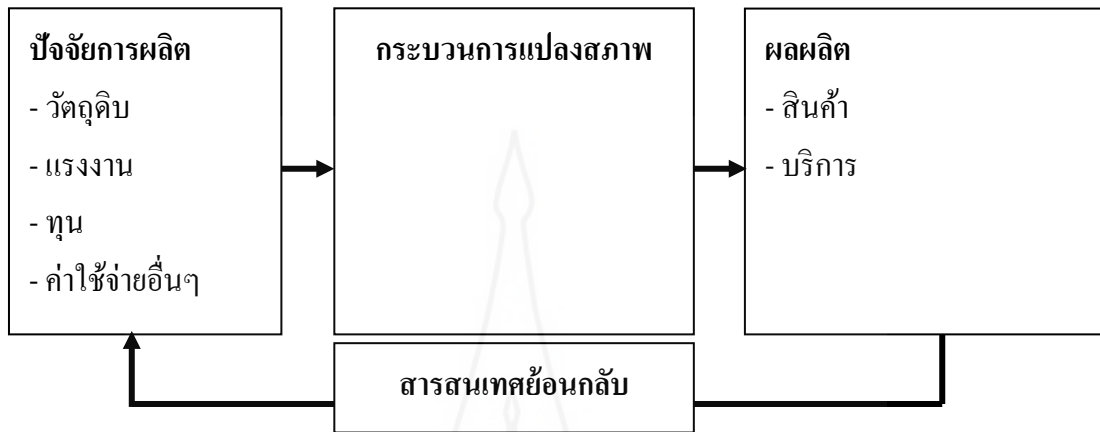 ปัจจัยการผลิต
- วัตถุดิบ
- แรงงาน
- ทุน
- ค่าใช้จ่ายอื่นๆ
กระบวนการแปลงสภาพ
ผลผลิต
- สินค้า
- บริการ
สารสนเทศย้อนกลับ